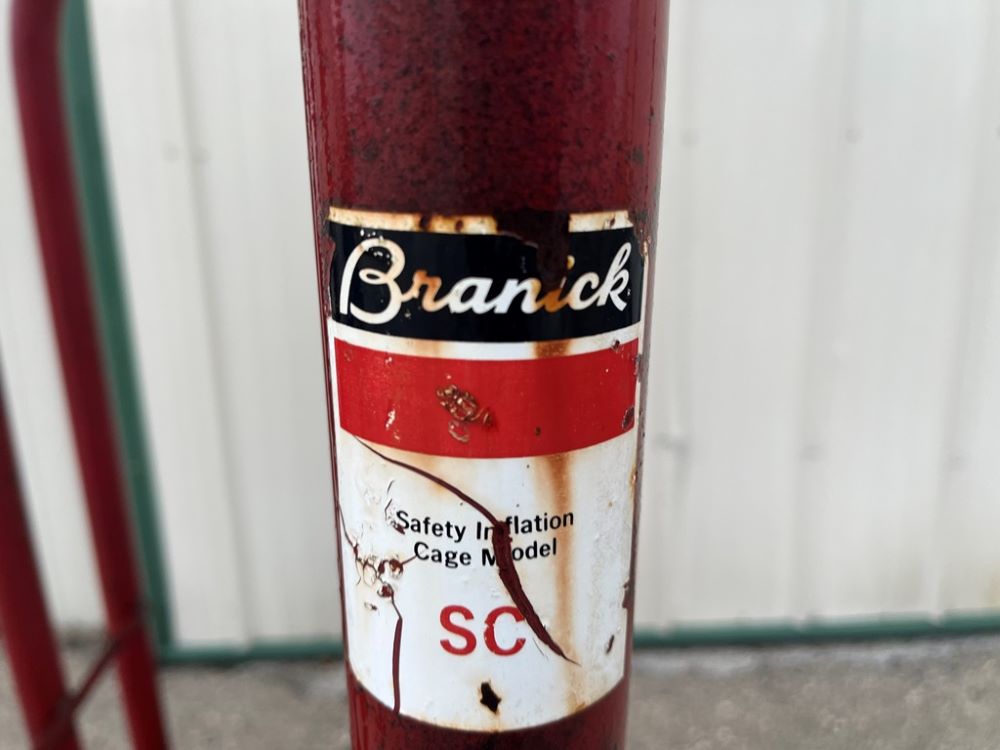 Branick
Safety Inflation
Cage Model
SC